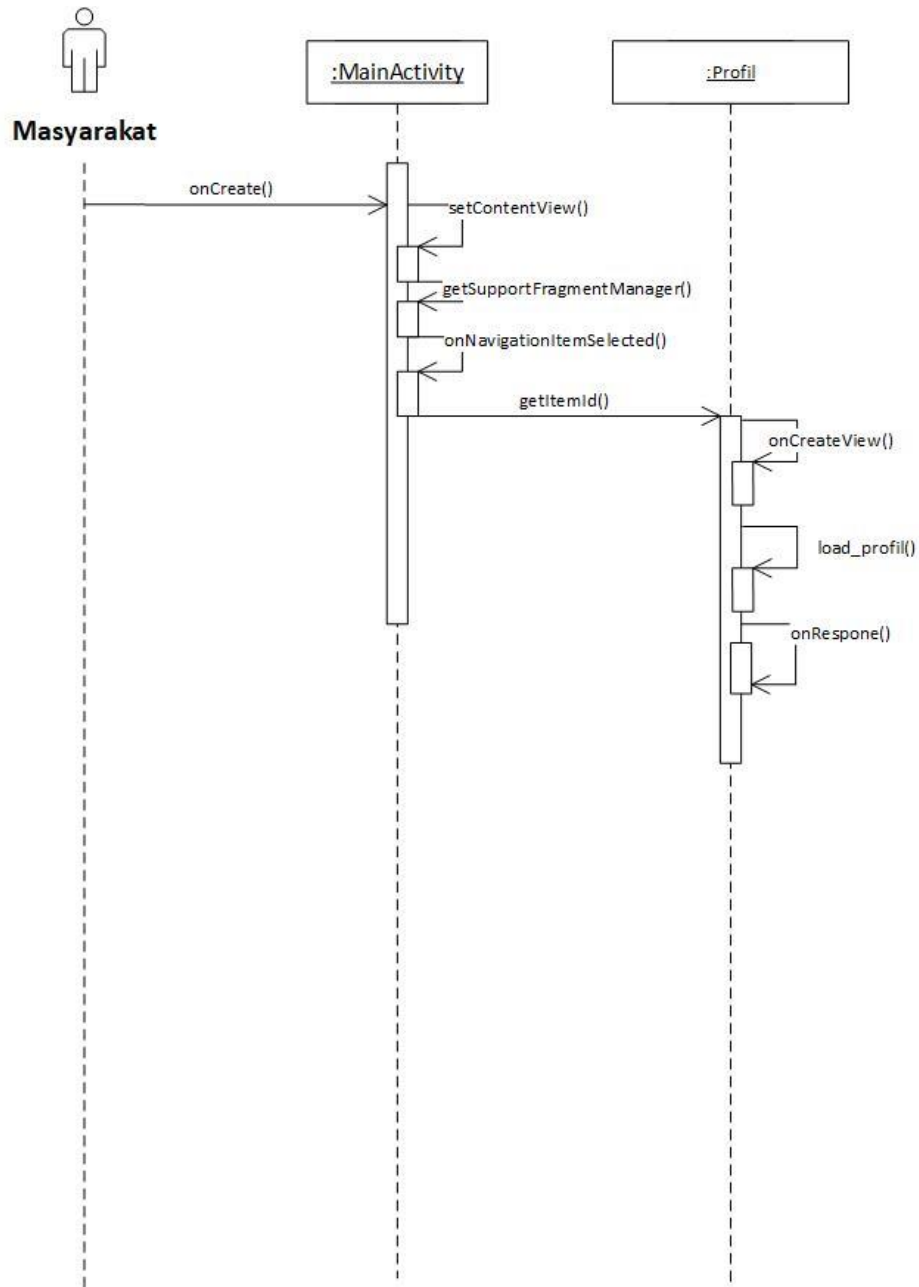 :MainActivity
:Profil
Masyarakat
onCreate()
setContentView()
getSupportFragmentManager()
onNavigationItemSelected()
getItemId()
onCreateView()
load_profil()
onRespone()